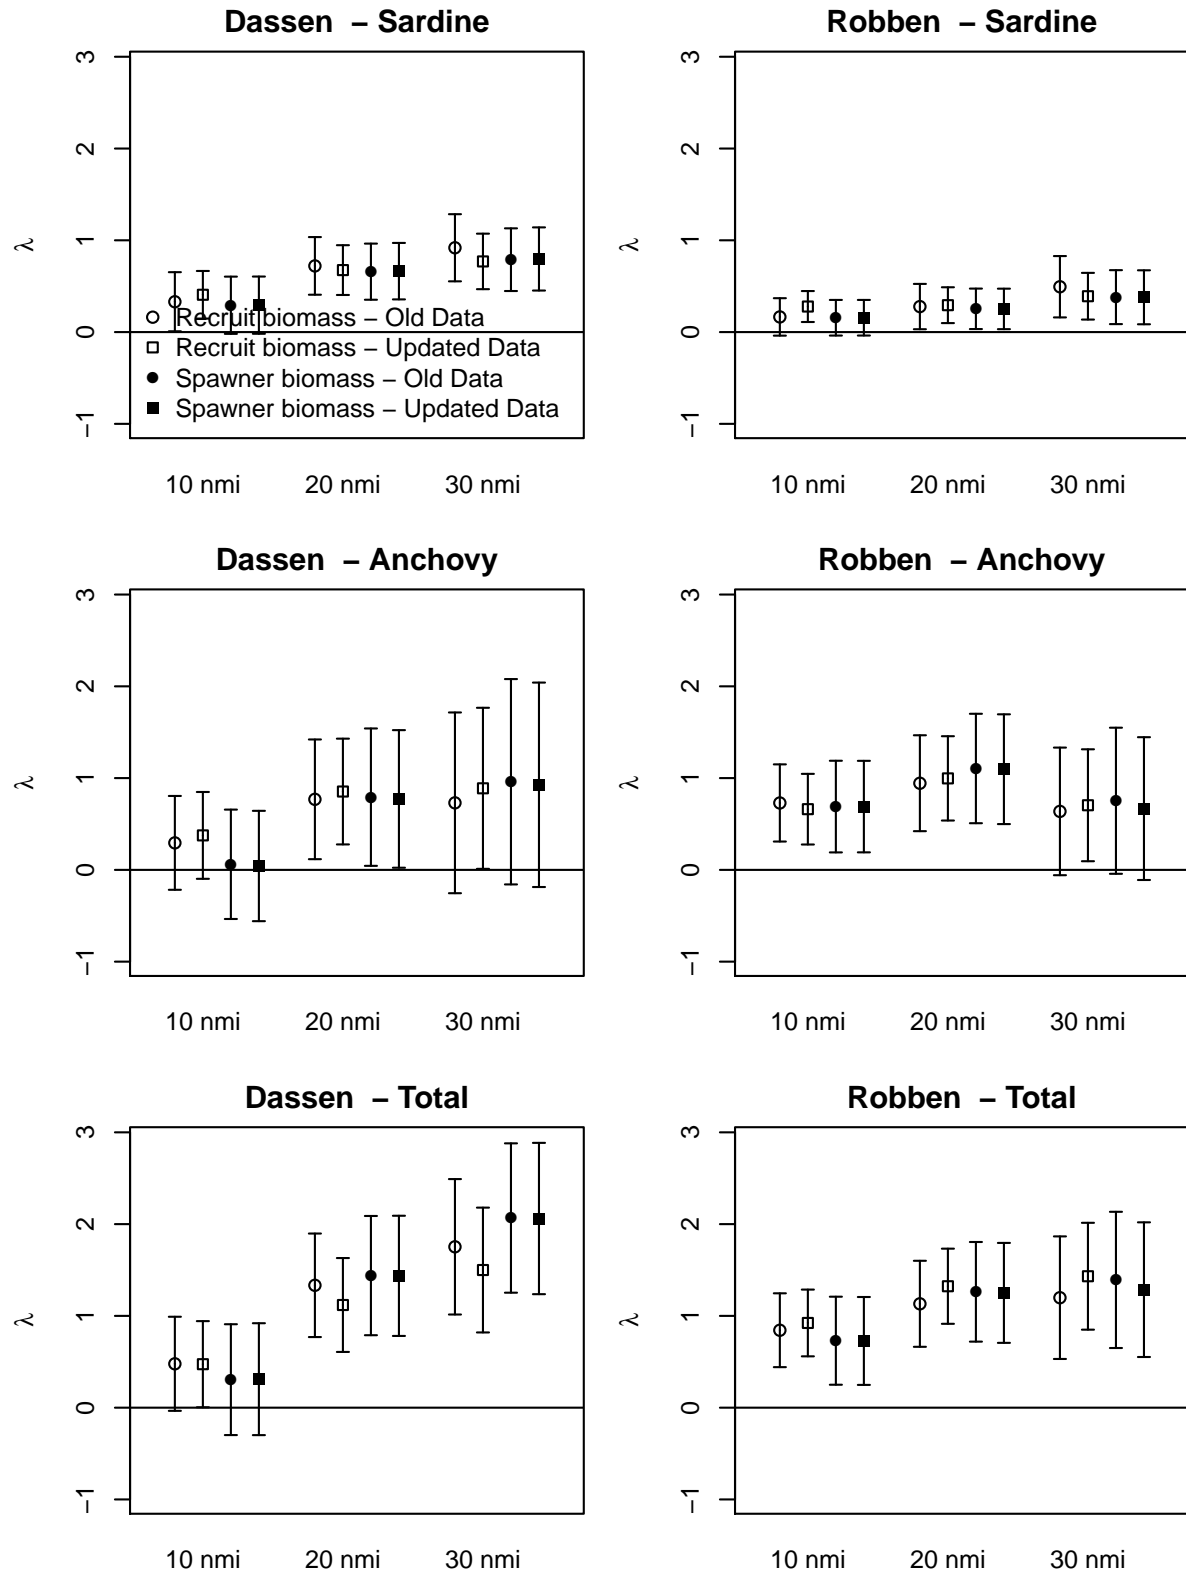 Dassen – Sardine
Robben – Sardine
3
2
1
0
−1
λ
Recruit biomass – Old Data
Recruit biomass – Updated Data
Spawner biomass – Old Data
Spawner biomass – Updated Data
10 nmi 20 nmi 30 nmi
3
2
1
0
−1
λ
10 nmi 20 nmi 30 nmi
Dassen – Anchovy
Robben – Anchovy
3
2
1
0
−1
λ
10 nmi 20 nmi 30 nmi
3
2
1
0
−1
λ
10 nmi 20 nmi 30 nmi
Dassen – Total
Robben – Total
3
2
1
0
−1
λ
10 nmi 20 nmi 30 nmi
3
2
1
0
−1
λ
10 nmi 20 nmi 30 nmi